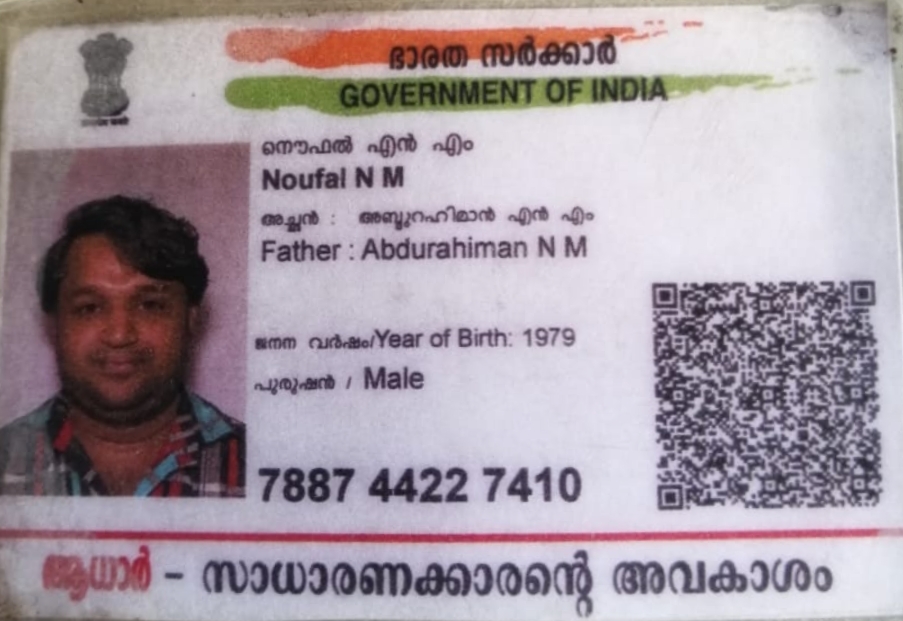 ഭാരത സർക്കാർ
GOVERNMENT OF INDIA
നൌഫൽ എൻ എം
Noufal N M
അച്ഛൻ : അബ്ദുറഹിമാൻ എൻ എം
Father : Abdurahiman N M
ജനന വർഷം/Year of Birth: 1979
പുരുഷൻ / Male
7887 4422 7410
ആധാർ – സാധാരണക്കാരന്റെ അവകാശം